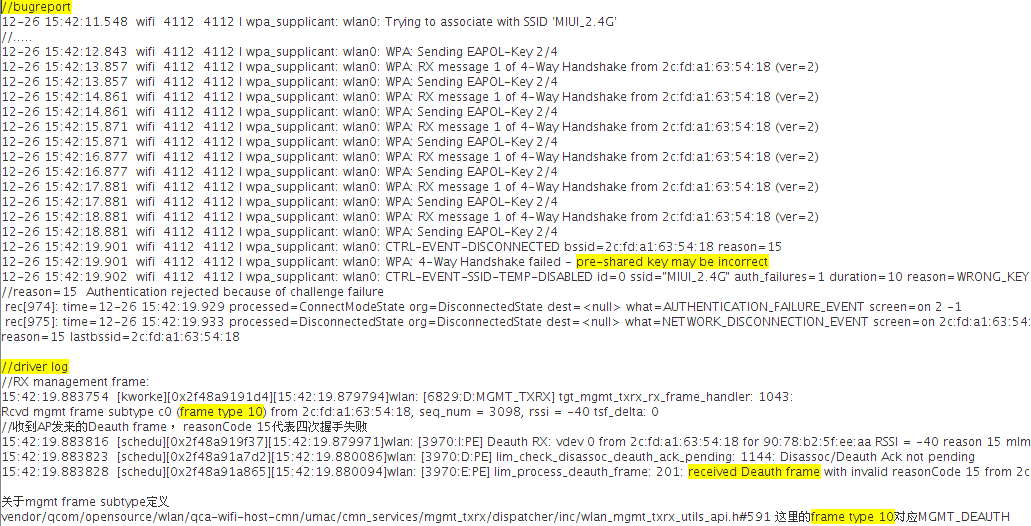 //bugreport
12-26 15:42:11.548 wifi 4112 4112 I wpa_supplicant: wlan0: Trying to associate with SSID 'MIUI_2.4G'
//.....
12-26 15:42:12.843 wifi 4112 4112 I wpa_supplicant: wlan0: WPA: Sending EAPOL-Key 2/4
12-26 15:42:13.857 wifi 4112 4112 I wpa_supplicant: wlan0: WPA: RX message 1 of 4-Way Handshake from 2c:fd:a1:63:54:18 (ver=2)
12-26 15:42:13.857 wifi 4112 4112 I wpa_supplicant: wlan0: WPA: Sending EAPOL-Key 2/4
12-26 15:42:14.861 wifi 4112 4112 I wpa_supplicant: wlan0: WPA: RX message 1 of 4-Way Handshake from 2c:fd:a1:63:54:18 (ver=2)
12-26 15:42:14.861 wifi 4112 4112 I wpa_supplicant: wlan0: WPA: Sending EAPOL-Key 2/4
12-26 15:42:15.871 wifi 4112 4112 I wpa_supplicant: wlan0: WPA: RX message 1 of 4-Way Handshake from 2c:fd:a1:63:54:18 (ver=2)
12-26 15:42:15.871 wifi 4112 4112 I wpa_supplicant: wlan0: WPA: Sending EAPOL-Key 2/4
12-26 15:42:16.877 wifi 4112 4112 I wpa_supplicant: wlan0: WPA: RX message 1 of 4-Way Handshake from 2c:fd:a1:63:54:18 (ver=2)
12-26 15:42:16.877 wifi 4112 4112 I wpa_supplicant: wlan0: WPA: Sending EAPOL-Key 2/4
12-26 15:42:17.881 wifi 4112 4112 I wpa_supplicant: wlan0: WPA: RX message 1 of 4-Way Handshake from 2c:fd:a1:63:54:18 (ver=2)
12-26 15:42:17.881 wifi 4112 4112 I wpa_supplicant: wlan0: WPA: Sending EAPOL-Key 2/4
12-26 15:42:18.881 wifi 4112 4112 I wpa_supplicant: wlan0: WPA: RX message 1 of 4-Way Handshake from 2c:fd:a1:63:54:18 (ver=2)
12-26 15:42:18.881 wifi 4112 4112 I wpa_supplicant: wlan0: WPA: Sending EAPOL-Key 2/4
12-26 15:42:19.901 wifi 4112 4112 I wpa_supplicant: wlan0: CTRL-EVENT-DISCONNECTED bssid=2c:fd:a1:63:54:18 reason=15
12-26 15:42:19.901 wifi 4112 4112 I wpa_supplicant: wlan0: WPA: 4-Way Handshake failed - pre-shared key may be incorrect
12-26 15:42:19.902 wifi 4112 4112 I wpa_supplicant: wlan0: CTRL-EVENT-SSID-TEMP-DISABLED id=0 ssid="MIUI_2.4G" auth_failures=1 duration=10 reason=WRONG_KEY
//reason=15 Authentication rejected because of challenge failure
rec[974]: time=12-26 15:42:19.929 processed=ConnectModeState org=DisconnectedState dest=<null> what=AUTHENTICATION_FAILURE_EVENT screen=on 2 -1
rec[975]: time=12-26 15:42:19.933 processed=DisconnectedState org=DisconnectedState dest=<null> what=NETWORK_DISCONNECTION_EVENT screen=on 2c:fd:a1:63:54:
reason=15 lastbssid=2c:fd:a1:63:54:18
//driver log
//RX management frame:
15:42:19.883754 [kworke][0x2f48a9191d4][15:42:19.879794]wlan: [6829:D:MGMT_TXRX] tgt_mgmt_txrx_rx_frame_handler: 1043:
Rcvd mgmt frame subtype c0 (frame type 10) from 2c:fd:a1:63:54:18, seq_num = 3098, rssi = -40 tsf_delta: 0
//收到AP发来的Deauth frame， reasonCode 15代表四次握手失败
15:42:19.883816 [schedu][0x2f48a919f37][15:42:19.879971]wlan: [3970:I:PE] Deauth RX: vdev 0 from 2c:fd:a1:63:54:18 for 90:78:b2:5f:ee:aa RSSI = -40 reason 15 mlm
15:42:19.883823 [schedu][0x2f48a91a7d2][15:42:19.880086]wlan: [3970:D:PE] lim_check_disassoc_deauth_ack_pending: 1144: Disassoc/Deauth Ack not pending
15:42:19.883828 [schedu][0x2f48a91a865][15:42:19.880094]wlan: [3970:E:PE] lim_process_deauth_frame: 201: received Deauth frame with invalid reasonCode 15 from 2c
关于mgmt frame subtype定义
vendor/qcom/opensource/wlan/qca-wifi-host-cmn/umac/cmn_services/mgmt_txrx/dispatcher/inc/wlan_mgmt_txrx_utils_api.h#591 这里的frame type 10对应MGMT_DEAUTH